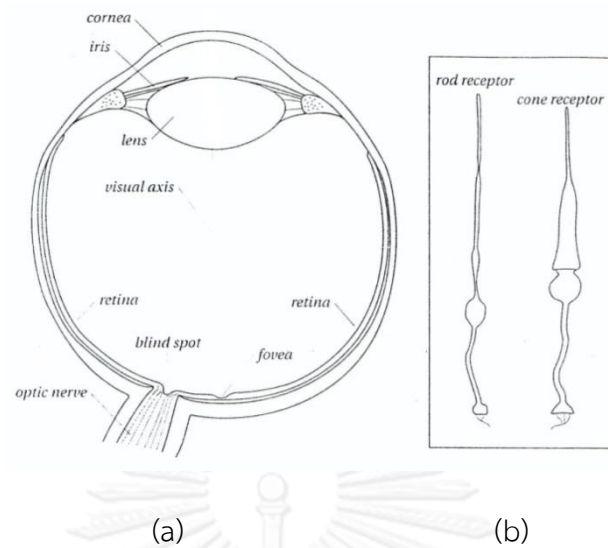 cornea
iris
lens
visual axis
retina
retina
blind spot
fovea
optic nerve
rod receptor
cone receptor
(a)
(b)